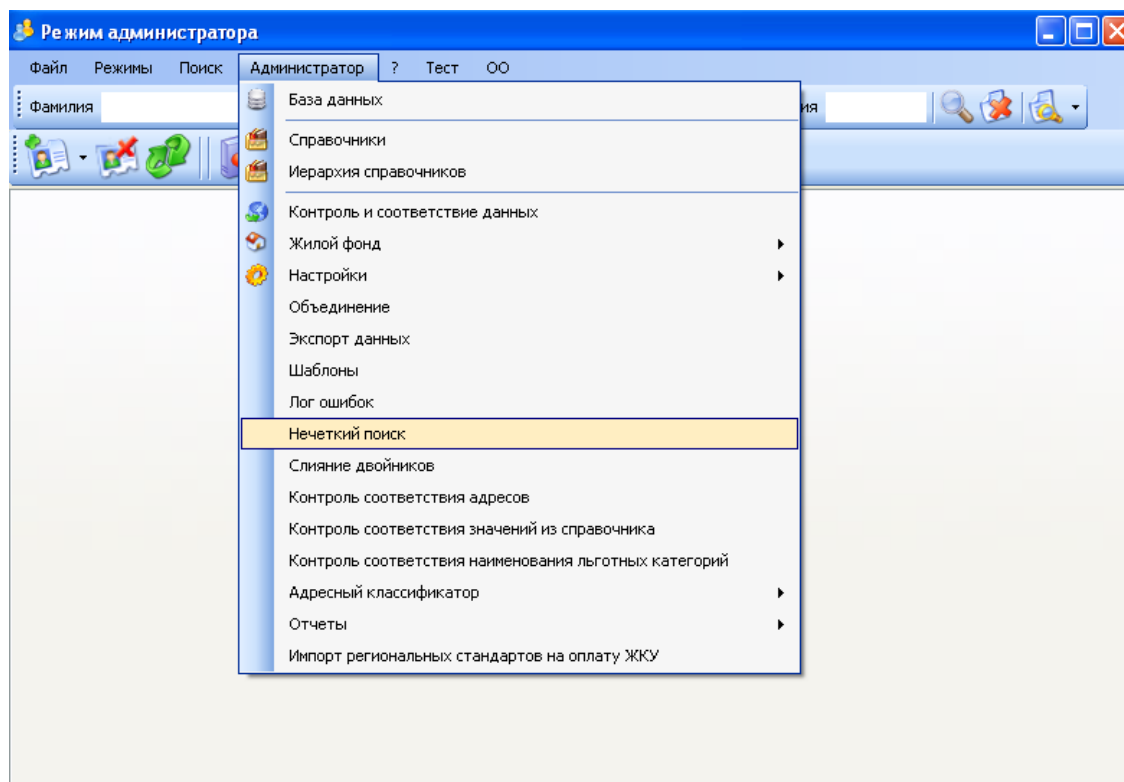 Режим администратора
Файл Режимы Поиск Администратор ? Тест ОО
Фамилия ия
База данных
Справочники
Иерархия справочников
Контроль и соответствие данных
Жилой фонд
Настройки
Объединение
Экспорт данных
Шаблоны
Лог ошибок
Нечеткий поиск
Слияние двойников
Контроль соответствия адресов
Контроль соответствия значений из справочника
Контроль соответствия наименования льготных категорий
Адресный классификатор
Отчеты
Импорт региональных стандартов на оплату ЖКУ